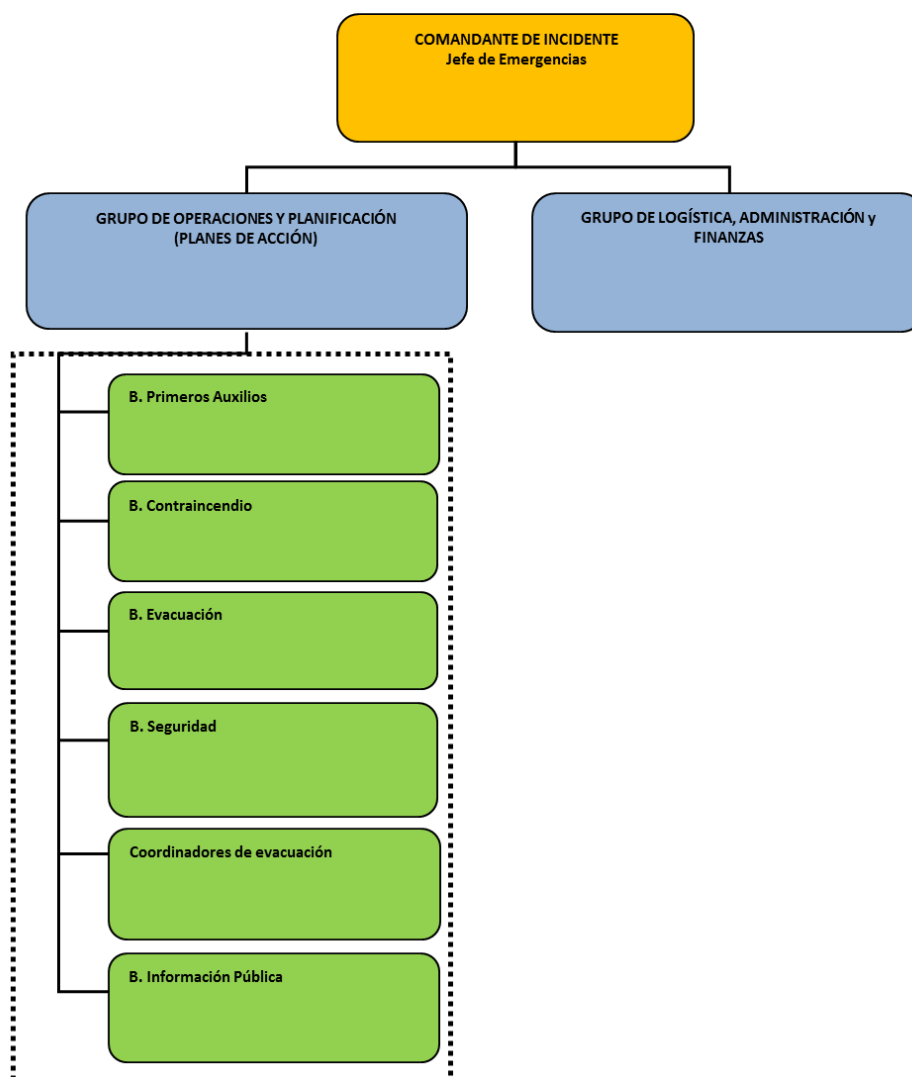 COMANDANTE DE INCIDENTE
Jefe de Emergencias
GRUPO DE OPERACIONES Y PLANIFICACIÓN
(PLANES DE ACCIÓN)
GRUPO DE LOGÍSTICA, ADMINISTRACIÓN y
FINANZAS
B. Primeros Auxilios
B. Contraincendio
B. Evacuación
B. Seguridad
Coordinadores de evacuación
B. Información Pública